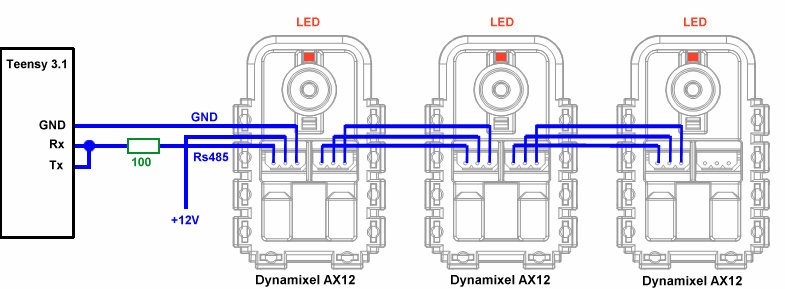 LED
LED
LED
Teensy 3.1
GND
GND
Rx
100
Rs485
Tx
+12V
Dynamixel AX12
Dynamixel AX12
Dynamixel AX12